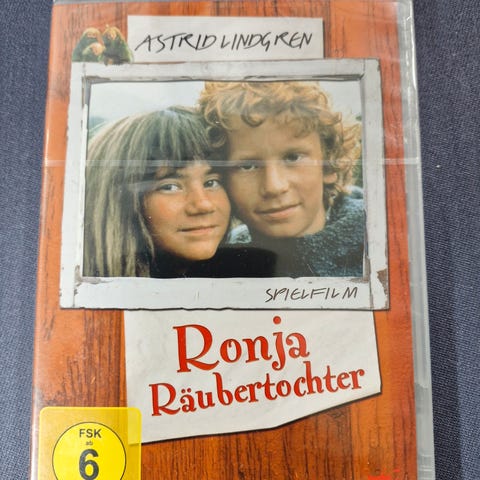 ASTRID LINDGREN
SPIELFILM
Ronja
Räubertochter
FSK
ab
6